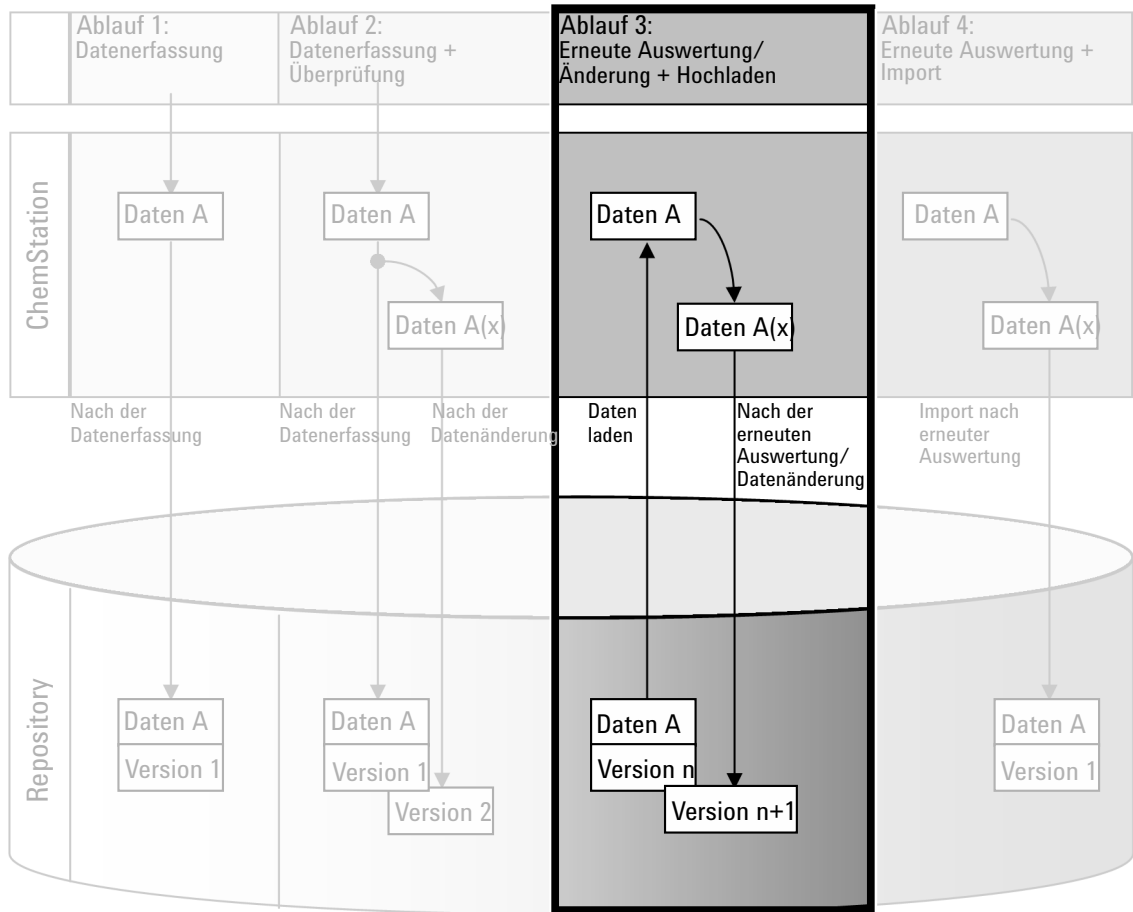 Ablauf 1:
Datenerfassung
Ablauf 2:
Datenerfassung +
Überprüfung
Ablauf 3:
Erneute Auswertung/
Änderung + Hochladen
Ablauf 4:
Erneute Auswertung +
Import
ChemStation
Daten A
Daten A
Daten A(x)
Daten A
Daten A(x)
Daten A
Daten A(x)
Nach der
Datenerfassung
Nach der
Datenerfassung
Nach der
Datenänderung
Daten
laden
Nach der
erneuten
Auswertung/
Datenänderung
Import nach
erneuter
Auswertung
Repository
Daten A
Version 1
Daten A
Version 1
Version 2
Daten A
Version n
Version n+1
Daten A
Version 1